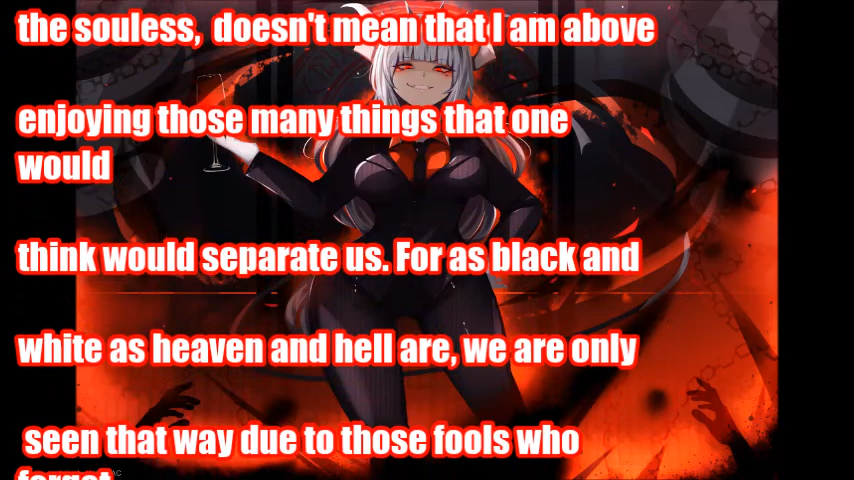 the souless, doesn't mean that I am above
enjoying those many things that one
would
think would separate us. For as black and
white as heaven and hell are, we are only
seen that way due to those fools who